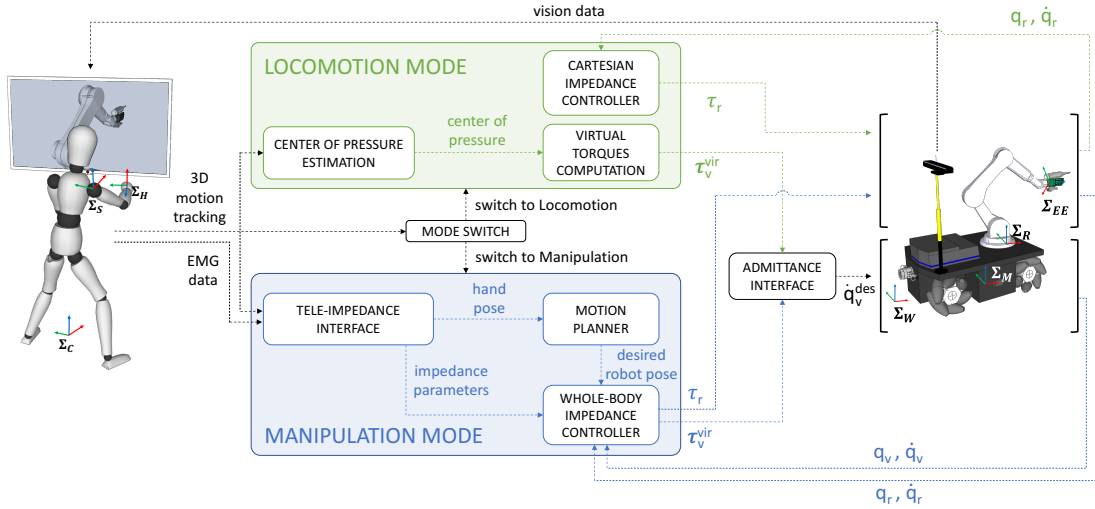 vision data
q_r , q̇_r
LOCOMOTION MODE
CARTESIAN
IMPEDANCE
CONTROLLER
τ_r
center of
pressure
CENTER OF PRESSURE
ESTIMATION
VIRTUAL
TORQUES
COMPUTATION
τ_v^vir
3D
motion
tracking
Σ_S
Σ_H
Σ_EE
switch to Locomotion
MODE SWITCH
switch to Manipulation
Σ_R
EMG
data
ADMITTANCE
INTERFACE
q̇_v^des
Σ_M
Σ_W
Σ_C
TELE-IMPEDANCE
INTERFACE
hand
pose
MOTION
PLANNER
impedance
parameters
desired
robot pose
WHOLE-BODY
IMPEDANCE
CONTROLLER
τ_r
τ_v^vir
MANIPULATION MODE
q_v , q̇_v
q_r , q̇_r